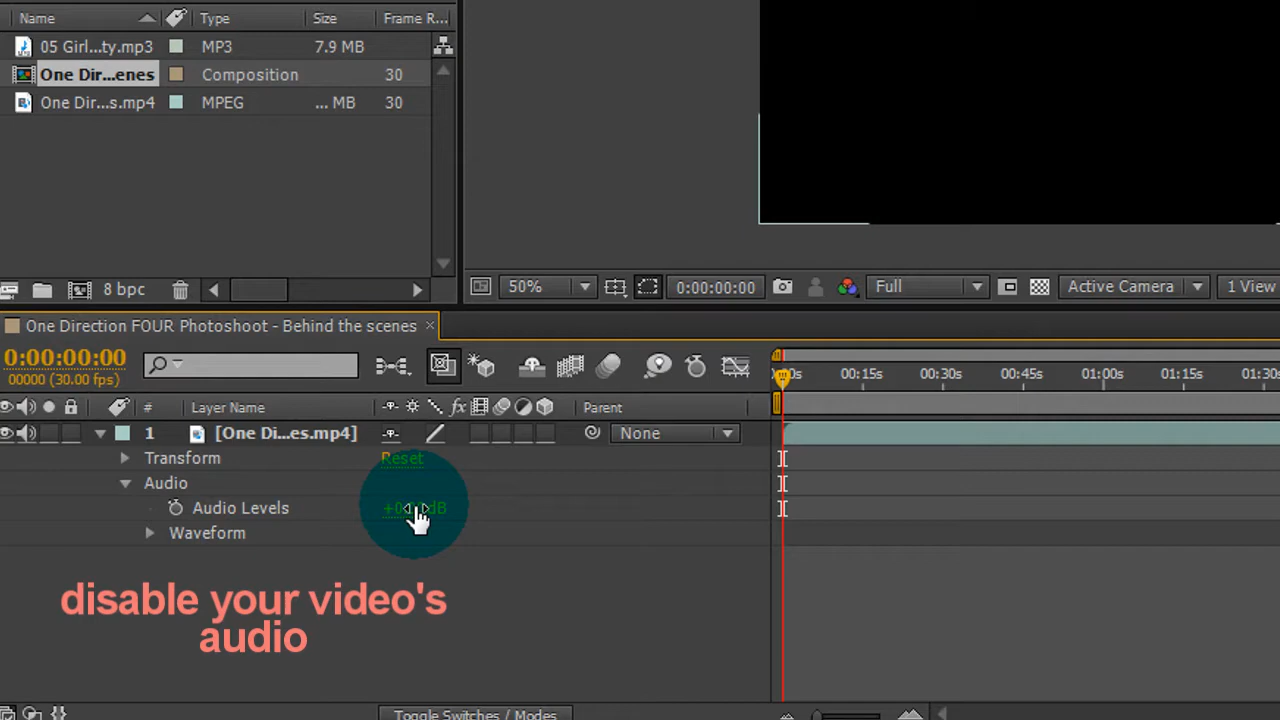 Name Type Size Frame R...
05 Girl...ty.mp3 MP3 7.9 MB
One Dir...enes Composition 30
One Dir...s.mp4 MPEG ... MB 30
8 bpc
50% 0:00:00:00 Full Active Camera 1 View
One Direction FOUR Photoshoot - Behind the scenes
0:00:00:00
00000 (30.00 fps)
00s 00:15s 00:30s 00:45s 01:00s 01:15s 01:30s
# Layer Name fx Parent
1 [One Di...es.mp4] None
Transform Reset
Audio
Audio Levels
Waveform
disable your video's
audio
Toggle Switches / Modes